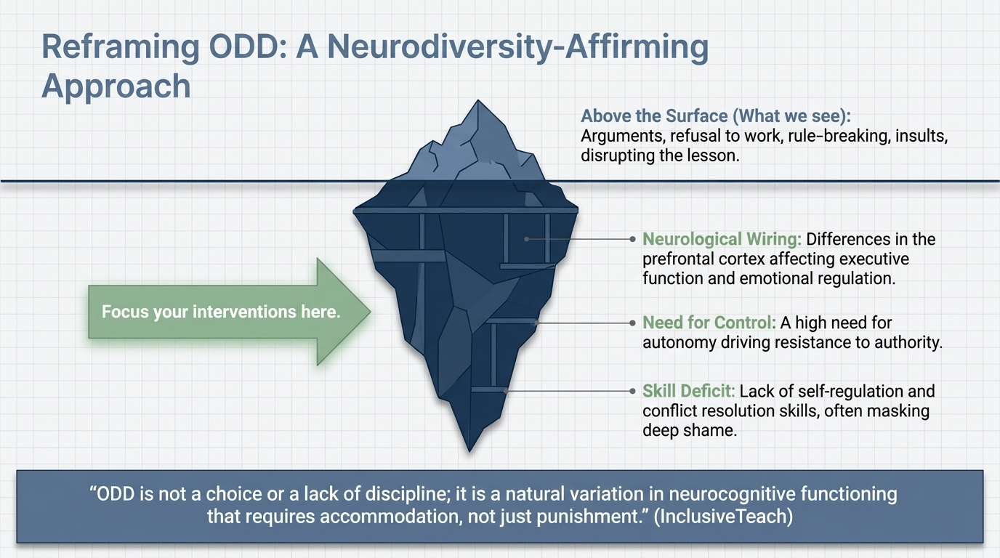 Reframing ODD: A Neurodiversity-Affirming
Approach
Above the Surface (What we see):
Arguments, refusal to work, rule-breaking, insults,
disrupting the lesson.
Focus your interventions here.
Neurological Wiring: Differences in the
prefrontal cortex affecting executive
function and emotional regulation.
Need for Control: A high need for
autonomy driving resistance to authority.
Skill Deficit: Lack of self-regulation and
conflict resolution skills, often masking
deep shame.
“ODD is not a choice or a lack of discipline; it is a natural variation in neurocognitive functioning
that requires accommodation, not just punishment.” (InclusiveTeach)